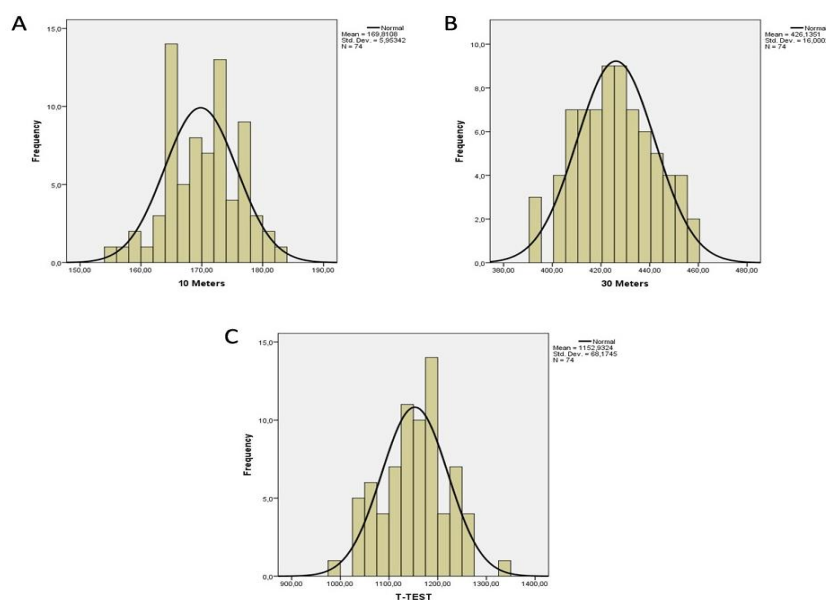 A
Normal
Mean = 169,8108
Std. Dev. = 5,95342
N = 74
15,0
10,0
5,0
0,0
Frequency
150,00 160,00 170,00 180,00 190,00
10 Meters
B
Normal
Mean = 426,1351
Std. Dev. = 16,000
N = 74
10,0
8,0
6,0
4,0
2,0
0,0
Frequency
380,00 400,00 420,00 440,00 460,00 480,00
30 Meters
C
Normal
Mean = 1152,9324
Std. Dev. = 68,1745
N = 74
15,0
10,0
5,0
0,0
Frequency
900,00 1000,00 1100,00 1200,00 1300,00 1400,00
T-TEST